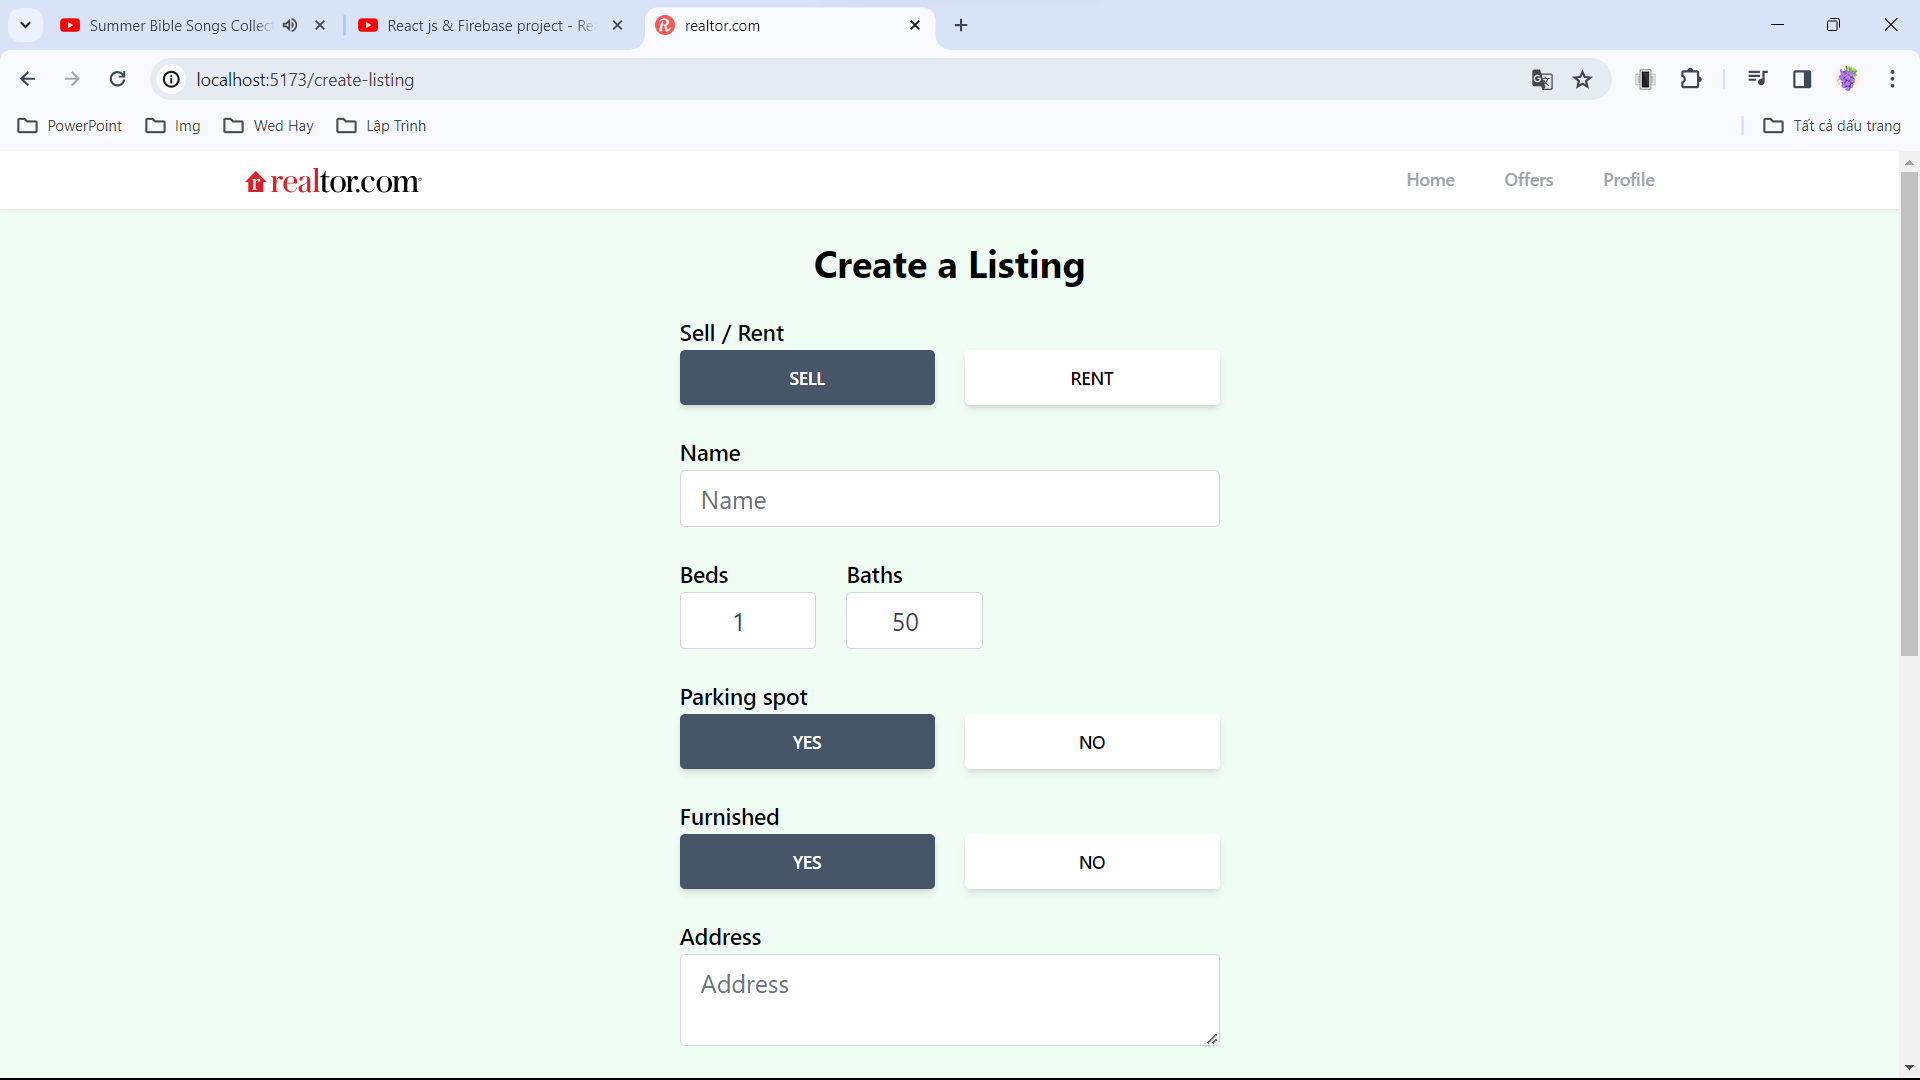 Summer Bible Songs Collect
React js & Firebase project - Re
realtor.com
localhost:5173/create-listing
PowerPoint
Img
Wed Hay
Lập Trình
Tất cả dấu trang
realtor.com
Home
Offers
Profile
Create a Listing
Sell / Rent
SELL
RENT
Name
Name
Beds
Baths
1
50
Parking spot
YES
NO
Furnished
YES
NO
Address
Address